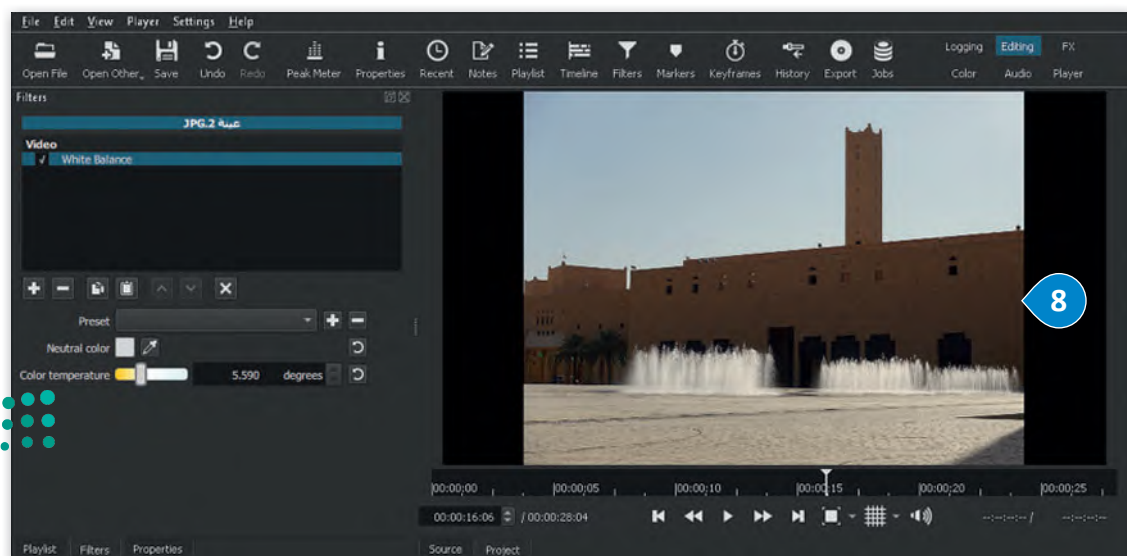 File Edit View Player Settings Help
Open File Open Other Save Undo Redo Peak Meter Properties Recent Notes Playlist Timeline Filters Markers Keyframes History Export Jobs
Logging Editing FX
Color Audio Player
Filters
عينة JPG.2
Video
✓ White Balance
Preset
Neutral color
Color temperature 5.590 degrees
8
00:00;00 00:00;05 00:00;10 00:00;15 00:00;20 00:00;25
00:00:16:06 / 00:00:28:04 --:--:--:-- / --:--:--:--
Playlist Filters Properties Source Project